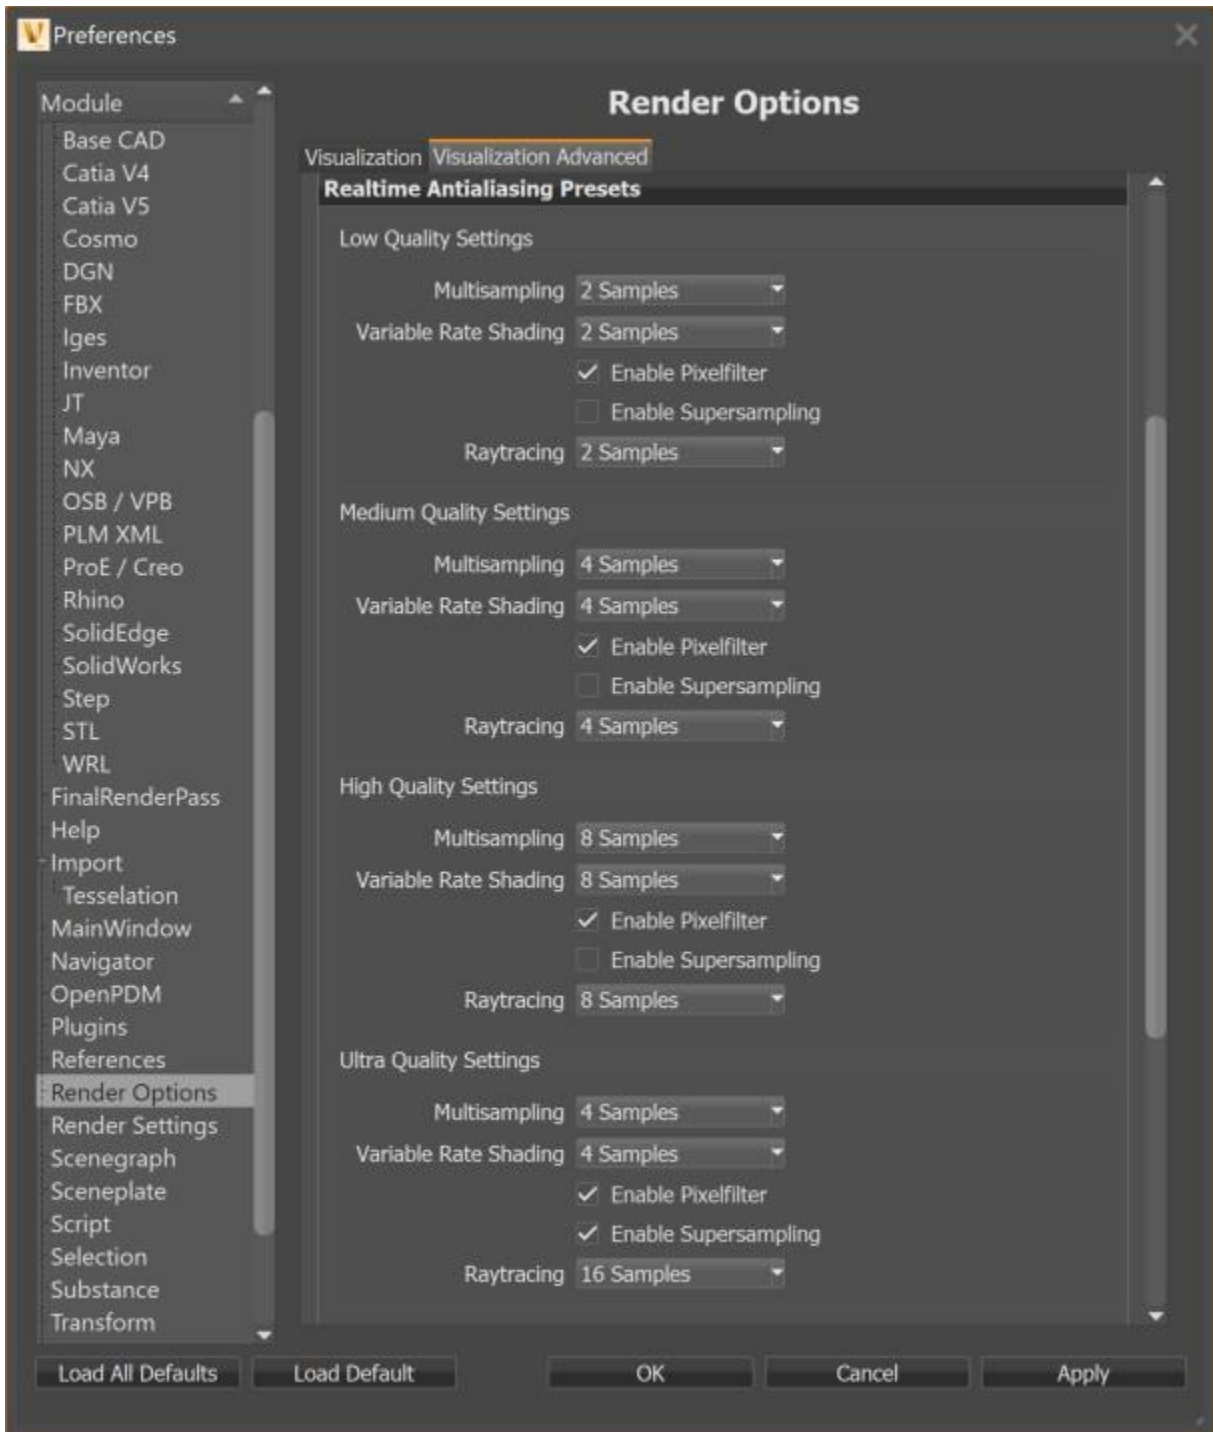 Preferences
Module
Base CAD
Catia V4
Catia V5
Cosmo
DGN
FBX
Iges
Inventor
JT
Maya
NX
OSB / VPB
PLM XML
ProE / Creo
Rhino
SolidEdge
SolidWorks
Step
STL
WRL
FinalRenderPass
Help
Import
Tesselation
MainWindow
Navigator
OpenPDM
Plugins
References
Render Options
Render Settings
Scenegraph
Sceneplate
Script
Selection
Substance
Transform
Render Options
Visualization Visualization Advanced
Realtime Antialiasing Presets
Low Quality Settings
Multisampling 2 Samples
Variable Rate Shading 2 Samples
Enable Pixelfilter
Enable Supersampling
Raytracing 2 Samples
Medium Quality Settings
Multisampling 4 Samples
Variable Rate Shading 4 Samples
Enable Pixelfilter
Enable Supersampling
Raytracing 4 Samples
High Quality Settings
Multisampling 8 Samples
Variable Rate Shading 8 Samples
Enable Pixelfilter
Enable Supersampling
Raytracing 8 Samples
Ultra Quality Settings
Multisampling 4 Samples
Variable Rate Shading 4 Samples
Enable Pixelfilter
Enable Supersampling
Raytracing 16 Samples
Load All Defaults Load Default OK Cancel Apply